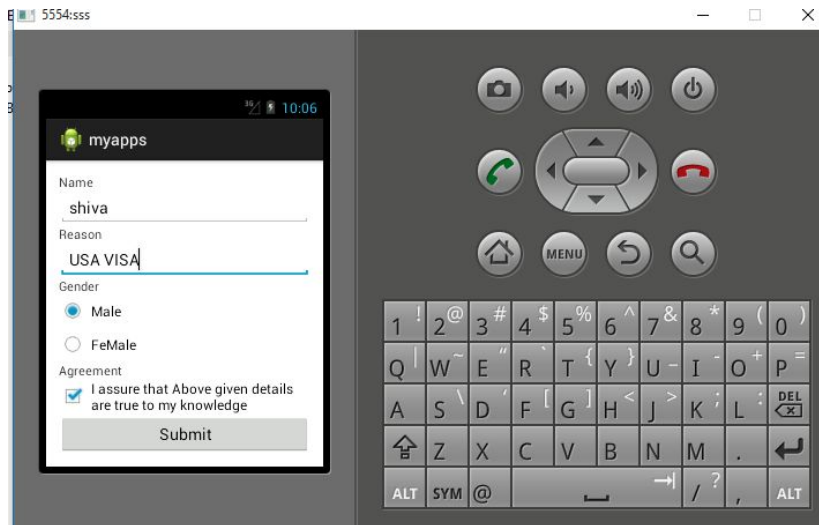 5554:sss
3G 10:06
myapps
Name
shiva
Reason
USA VISA
Gender
Male
FeMale
Agreement
I assure that Above given details
are true to my knowledge
Submit
MENU
1 ! 2 @ 3 # 4 $ 5 % 6 ^ 7 & 8 * 9 ( 0 )
Q | W ~ E " R ` T { Y } U - I - O + P =
A S \ D ' F [ G ] H < J > K ; L : DEL
Z X C V B N M .
ALT SYM @ / ? , ALT